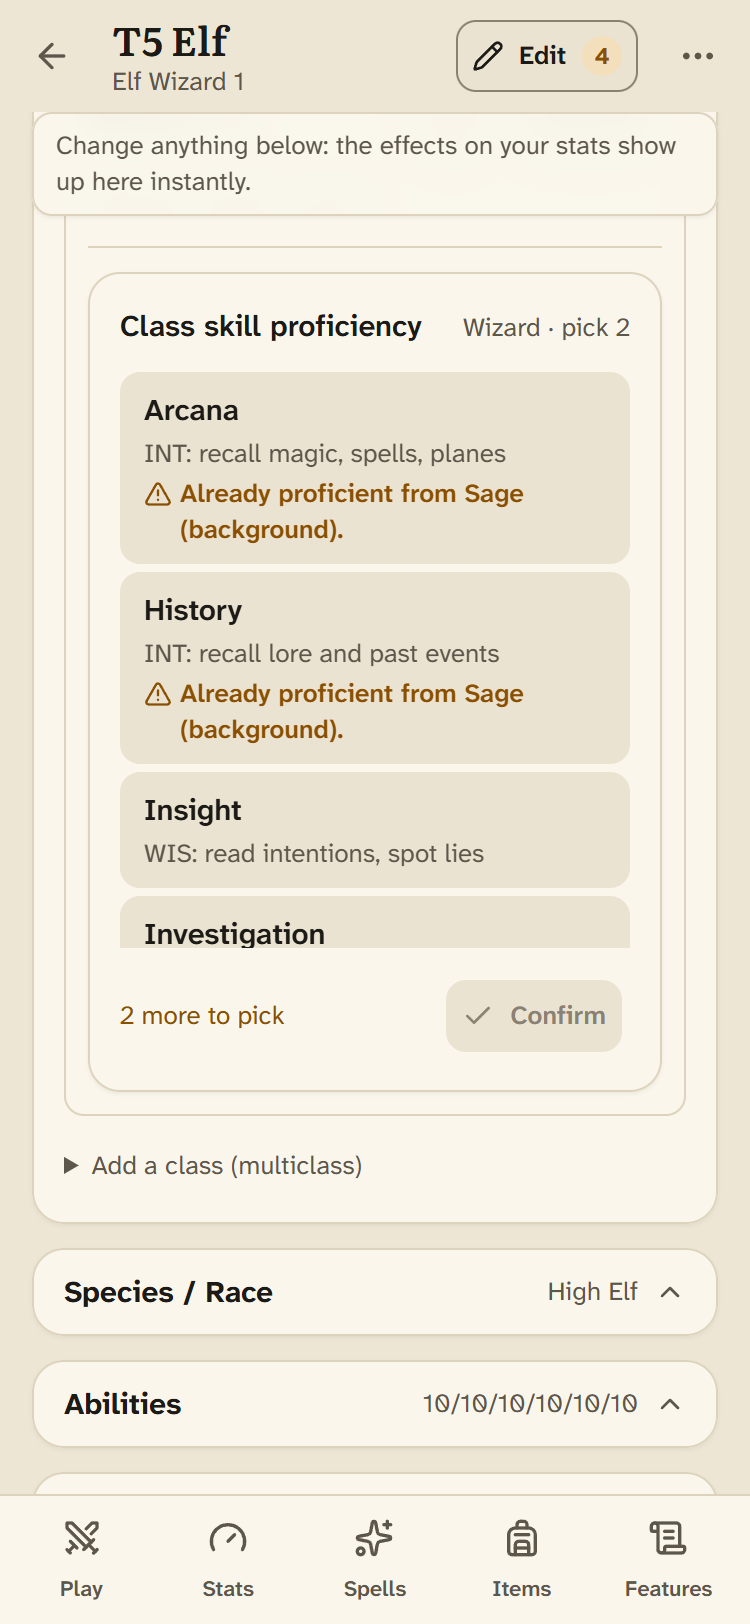 T5 Elf
Elf Wizard 1
Edit 4
Change anything below: the effects on your stats show
up here instantly.
Class skill proficiency Wizard · pick 2
Arcana
INT: recall magic, spells, planes
Already proficient from Sage
(background).
History
INT: recall lore and past events
Already proficient from Sage
(background).
Insight
WIS: read intentions, spot lies
Investigation
2 more to pick Confirm
Add a class (multiclass)
Species / Race High Elf
Abilities 10/10/10/10/10/10
Play Stats Spells Items Features